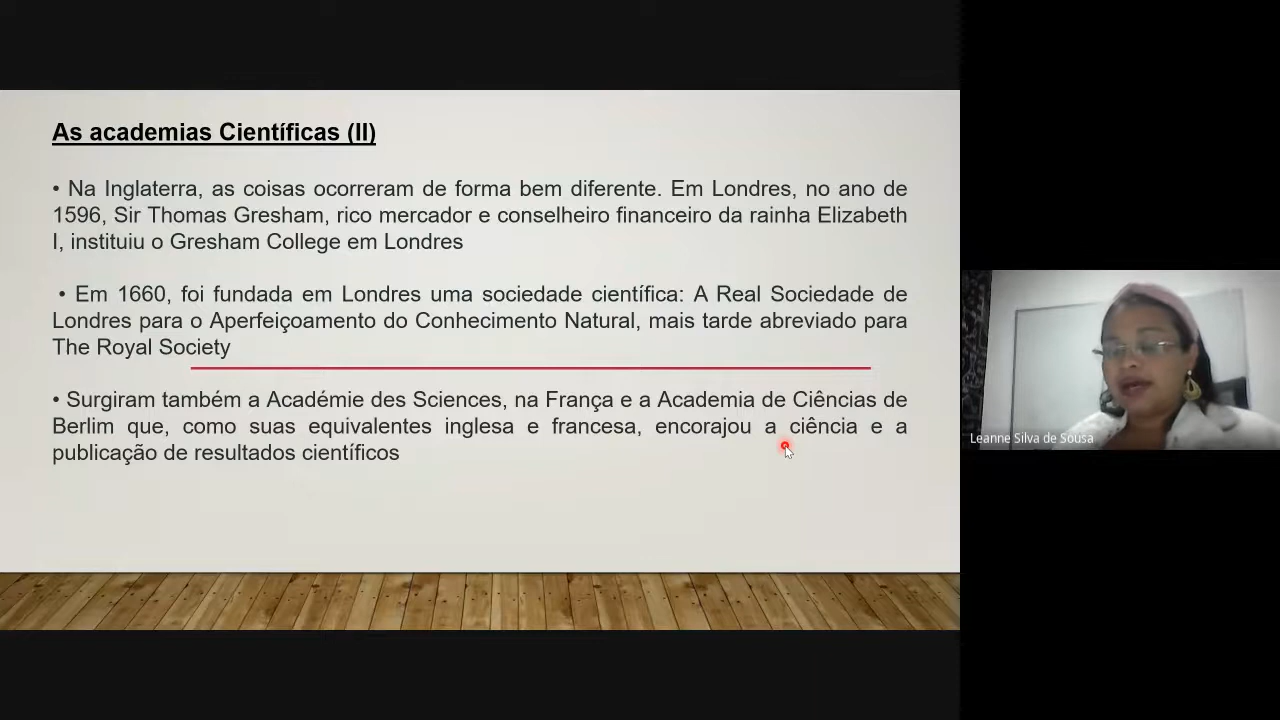 As academias Científicas (II)
• Na Inglaterra, as coisas ocorreram de forma bem diferente. Em Londres, no ano de
1596, Sir Thomas Gresham, rico mercador e conselheiro financeiro da rainha Elizabeth
I, instituiu o Gresham College em Londres
• Em 1660, foi fundada em Londres uma sociedade científica: A Real Sociedade de
Londres para o Aperfeiçoamento do Conhecimento Natural, mais tarde abreviado para
The Royal Society
• Surgiram também a Académie des Sciences, na França e a Academia de Ciências de
Berlim que, como suas equivalentes inglesa e francesa, encorajou a ciência e a
publicação de resultados científicos
Leanne Silva de Sousa